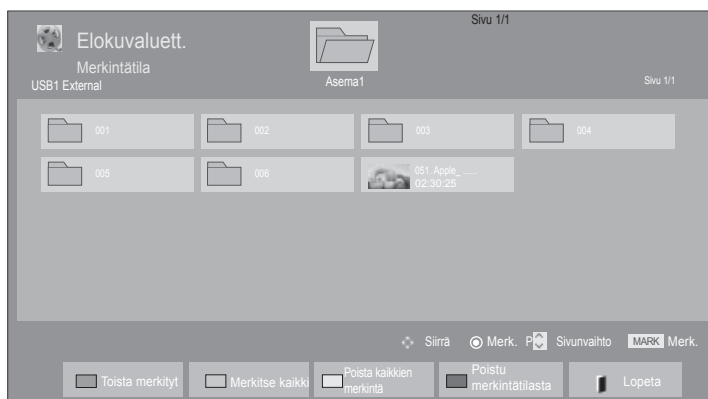 Sivu 1/1
Elokuvaluett.
Merkintätila
USB1 External
Asema1
Sivu 1/1
001
002
003
004
005
006
051. Apple_ ......
02:30:25
Siirrä
Merk.
P
Sivunvaihto
MARK Merk.
Toista merkityt
Merkitse kaikki
Poista kaikkien
merkintä
Poistu
merkintätilasta
Lopeta